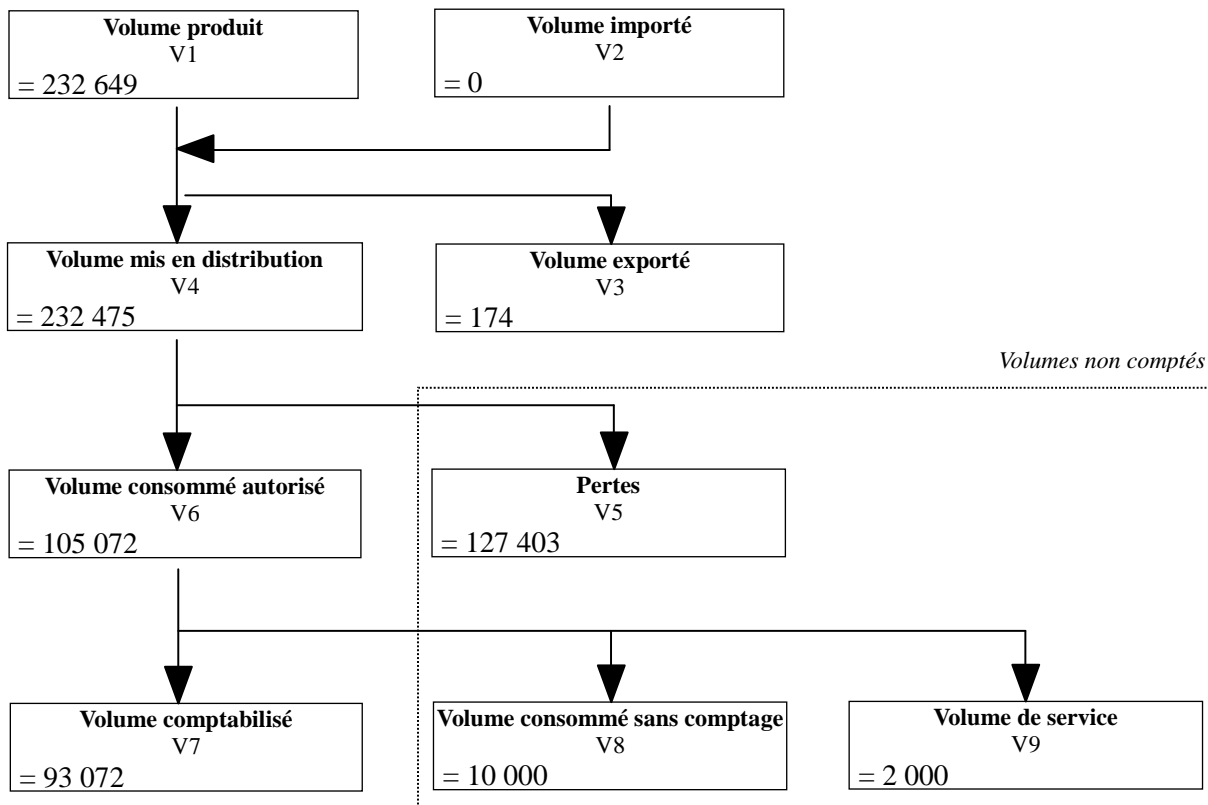 Volume produit
V1
= 232 649
Volume importé
V2
= 0
Volume mis en distribution
V4
= 232 475
Volume exporté
V3
= 174
Volumes non comptés
Volume consommé autorisé
V6
= 105 072
Pertes
V5
= 127 403
Volume comptabilisé
V7
= 93 072
Volume consommé sans comptage
V8
= 10 000
Volume de service
V9
= 2 000